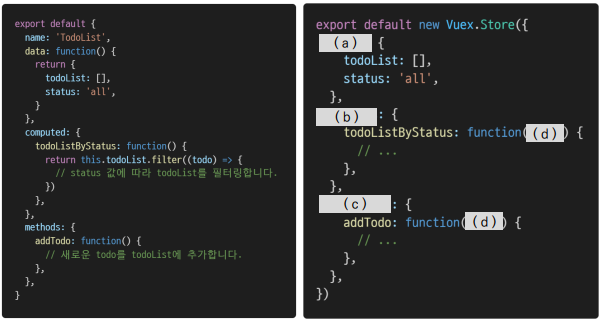 export default {
name: 'TodoList',
data: function() {
return {
todoList: [],
status: 'all',
}
},
computed: {
todoListByStatus: function() {
return this.todoList.filter((todo) => {
// status 값에 따라 todoList를 필터링합니다.
})
},
},
methods: {
addTodo: function() {
// 새로운 todo를 todoList에 추가합니다.
},
},
}
export default new Vuex.Store({
(a) {
todoList: [],
status: 'all',
},
(b) : {
todoListByStatus: function( (d) ) {
// ...
},
},
(c) : {
addTodo: function( (d) ) {
// ...
},
},
})